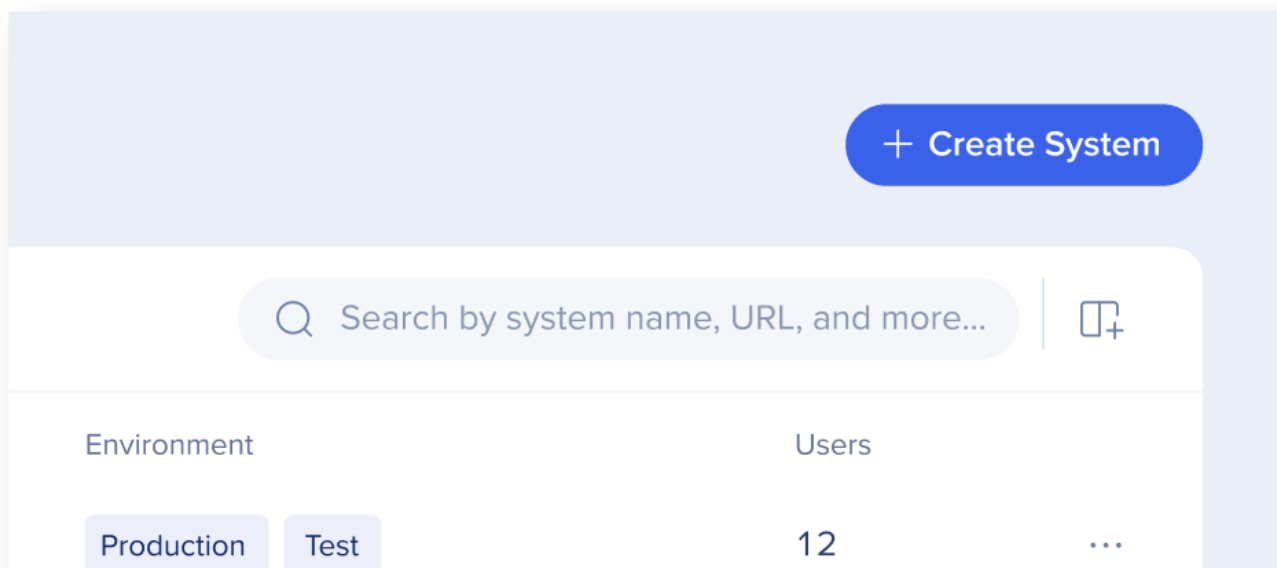 + Create System
Search by system name, URL, and more...
Environment Users
Production Test 12 ...